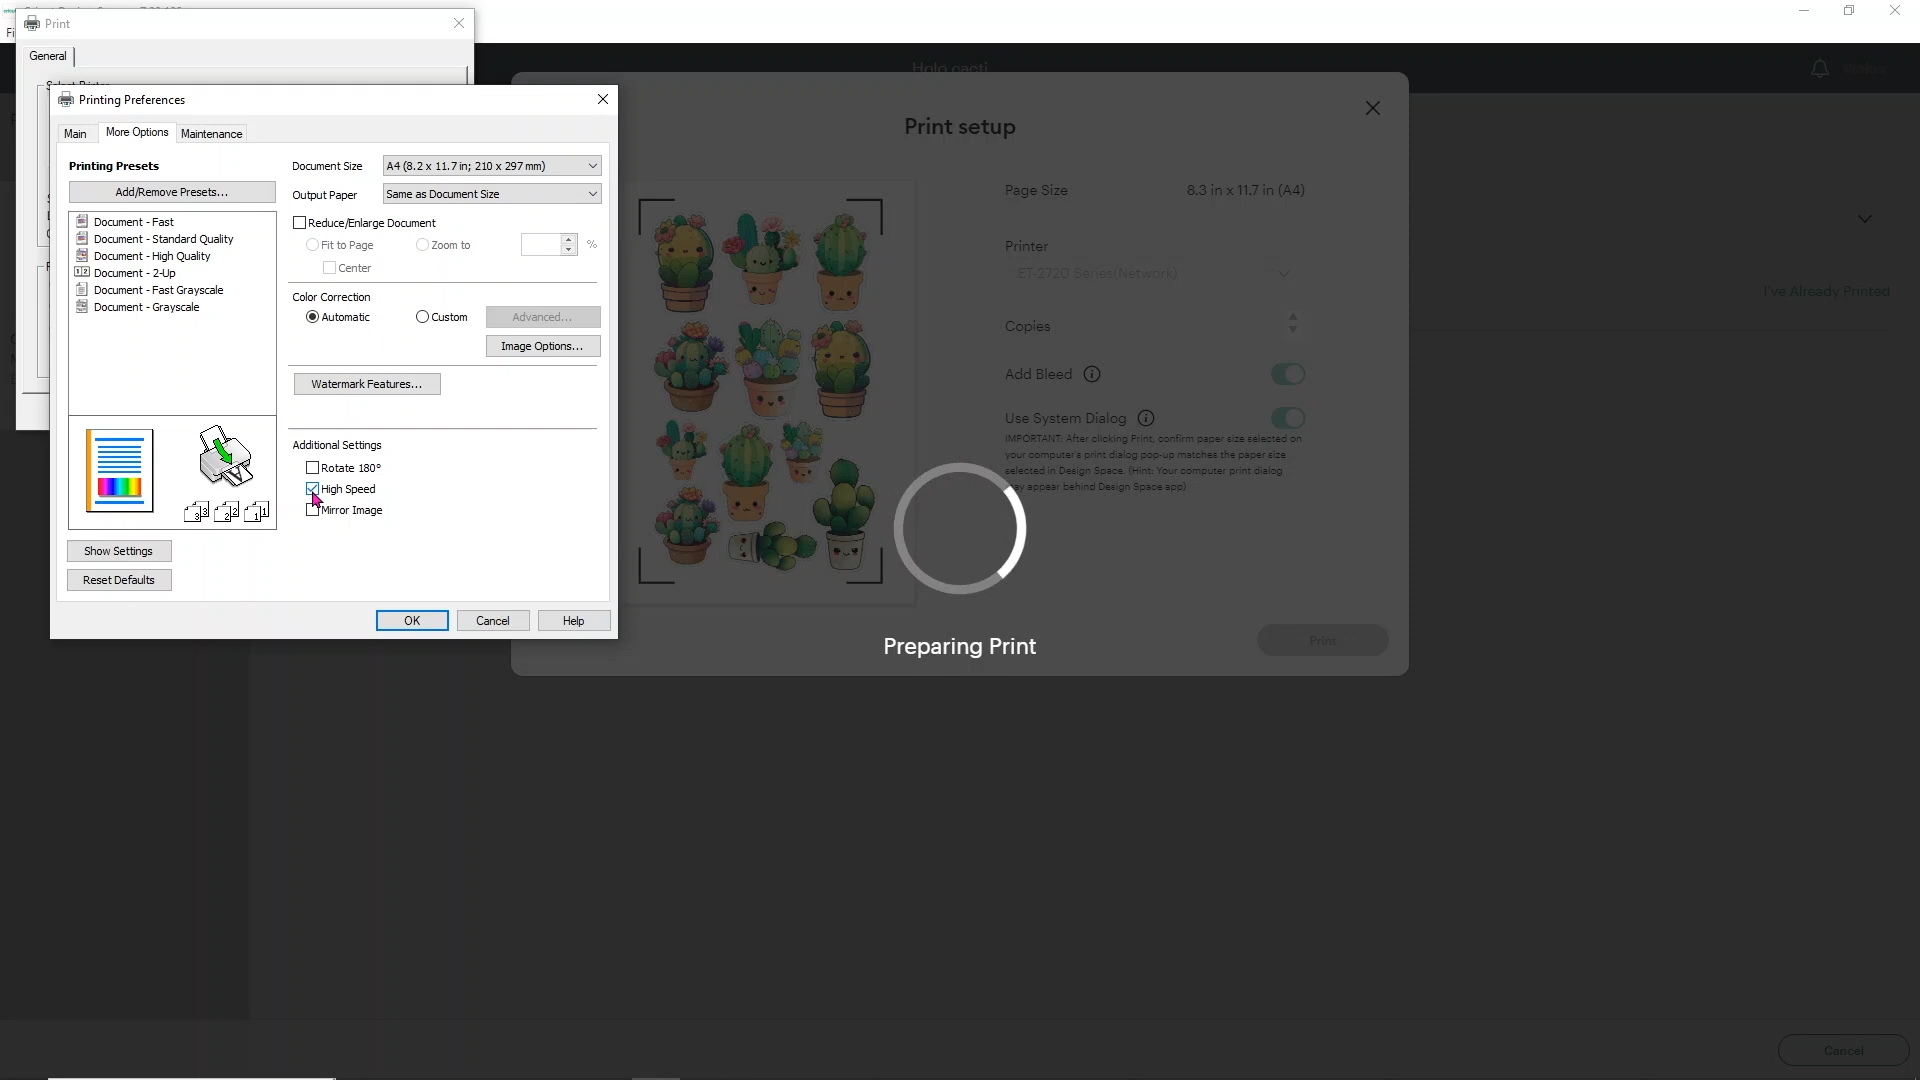 Print
General
Printing Preferences
Main
More Options
Maintenance
Printing Presets
Add/Remove Presets...
Document - Fast
Document - Standard Quality
Document - High Quality
Document - 2-Up
Document - Fast Grayscale
Document - Grayscale
Show Settings
Reset Defaults
Document Size
A4 (8.2 x 11.7 in; 210 x 297 mm)
Output Paper
Same as Document Size
Reduce/Enlarge Document
Fit to Page
Zoom to
%
Center
Color Correction
Automatic
Custom
Advanced...
Image Options...
Watermark Features...
Additional Settings
Rotate 180°
High Speed
Mirror Image
OK
Cancel
Help
Holo cacti
Print setup
Page Size
8.3 in x 11.7 in (A4)
Printer
ET-2720 Series(Network)
I've Already Printed
Copies
Add Bleed
Use System Dialog
IMPORTANT: After clicking Print, confirm paper size selected on
your computer's print dialog pop-up matches the paper size
selected in Design Space. (Hint: Your computer print dialog
may appear behind Design Space app)
Preparing Print
Print
Cancel